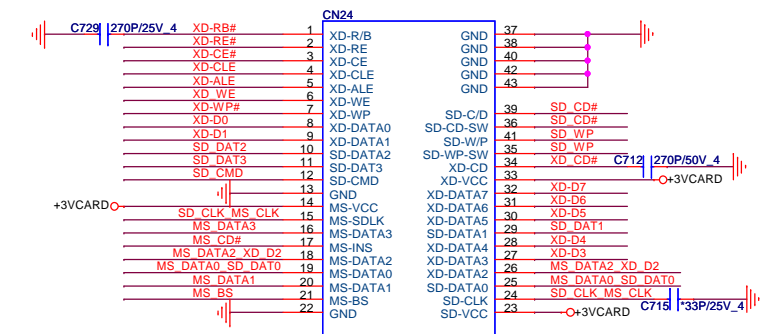 CN24
C729 270P/25V_4 XD-RB# 1 XD-R/B GND 37
XD-RE# 2 XD-RE GND 38
XD-CE# 3 XD-CE GND 40
XD-CLE 4 XD-CLE GND 42
XD-ALE 5 XD-ALE GND 43
XD_WE 6 XD-WE
XD-WP# 7 XD-WP SD-C/D 39 SD_CD#
XD-D0 8 XD-DATA0 SD-CD-SW 36 SD_CD#
XD-D1 9 XD-DATA1 SD-W/P 41 SD_WP
SD_DAT2 10 SD-DATA2 SD-WP-SW 35 SD_WP
SD_DAT3 11 SD-DAT3 XD-CD 34 XD_CD# C712 270P/50V_4
SD_CMD 12 SD-CMD XD-VCC 33 +3VCARD
13 GND XD-DATA7 32 XD-D7
+3VCARD 14 MS-VCC XD-DATA6 31 XD-D6
SD_CLK_MS_CLK 15 MS-SDLK XD-DATA5 30 XD-D5
MS_DATA3 16 MS-DATA3 SD-DATA1 29 SD_DAT1
MS_CD# 17 MS-INS XD-DATA4 28 XD-D4
MS_DATA2_XD_D2 18 MS-DATA2 XD-DATA3 27 XD-D3
MS_DATA0_SD_DAT0 19 MS-DATA0 XD-DATA2 26 MS_DATA2_XD_D2
MS_DATA1 20 MS-DATA1 SD-DATA0 25 MS_DATA0_SD_DAT0
MS_BS 21 MS-BS SD-CLK 24 SD_CLK_MS_CLK C715 *33P/25V_4
22 GND SD-VCC 23 +3VCARD